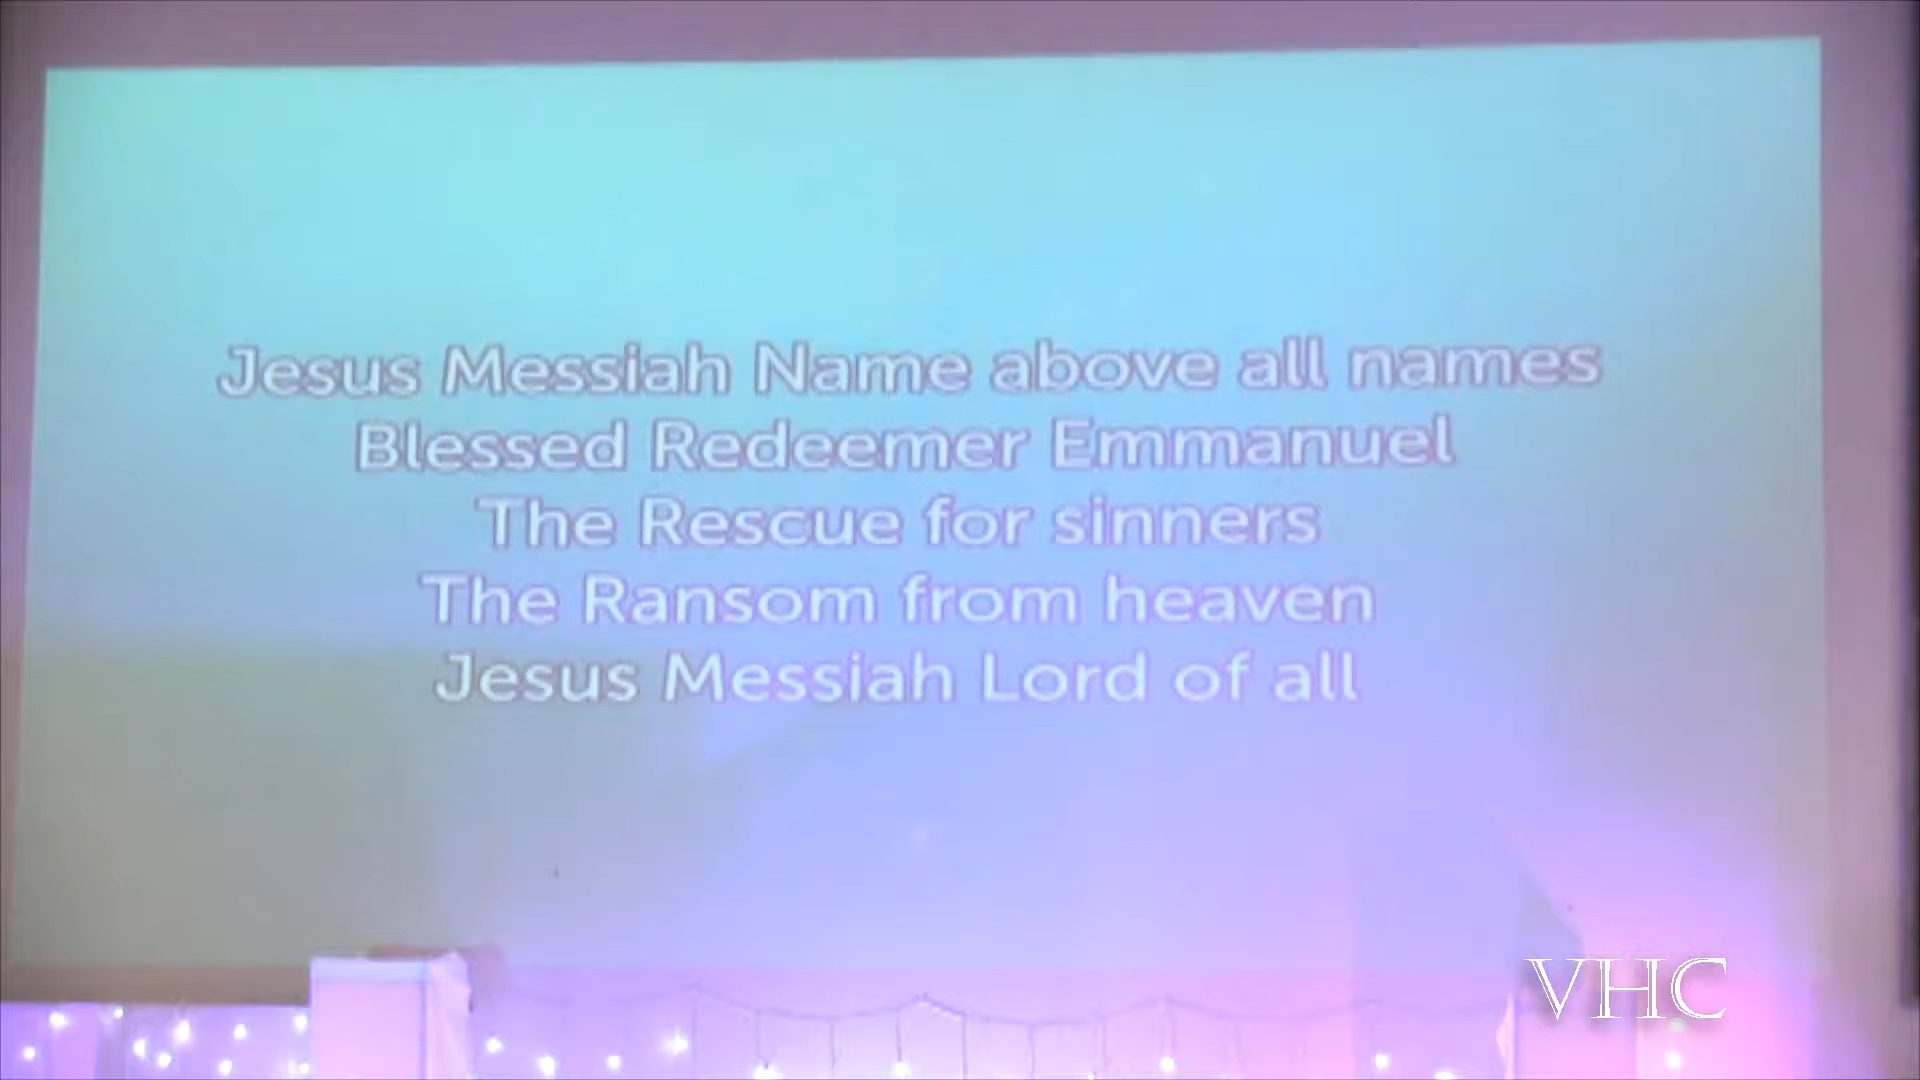 Jesus Messiah Name above all names
Blessed Redeemer Emmanuel
The Rescue for sinners
The Ransom from heaven
Jesus Messiah Lord of all
VHC